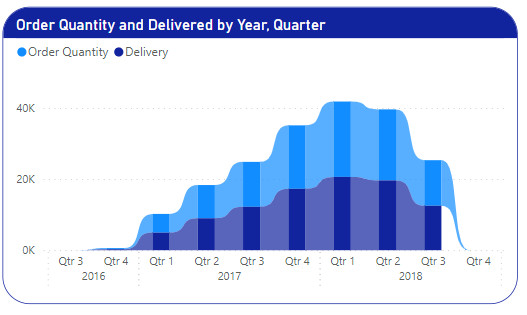 Order Quantity and Delivered by Year, Quarter
Order Quantity Delivery
40K
20K
0K
Qtr 3 Qtr 4 Qtr 1 Qtr 2 Qtr 3 Qtr 4 Qtr 1 Qtr 2 Qtr 3 Qtr 4
2016 2017 2018